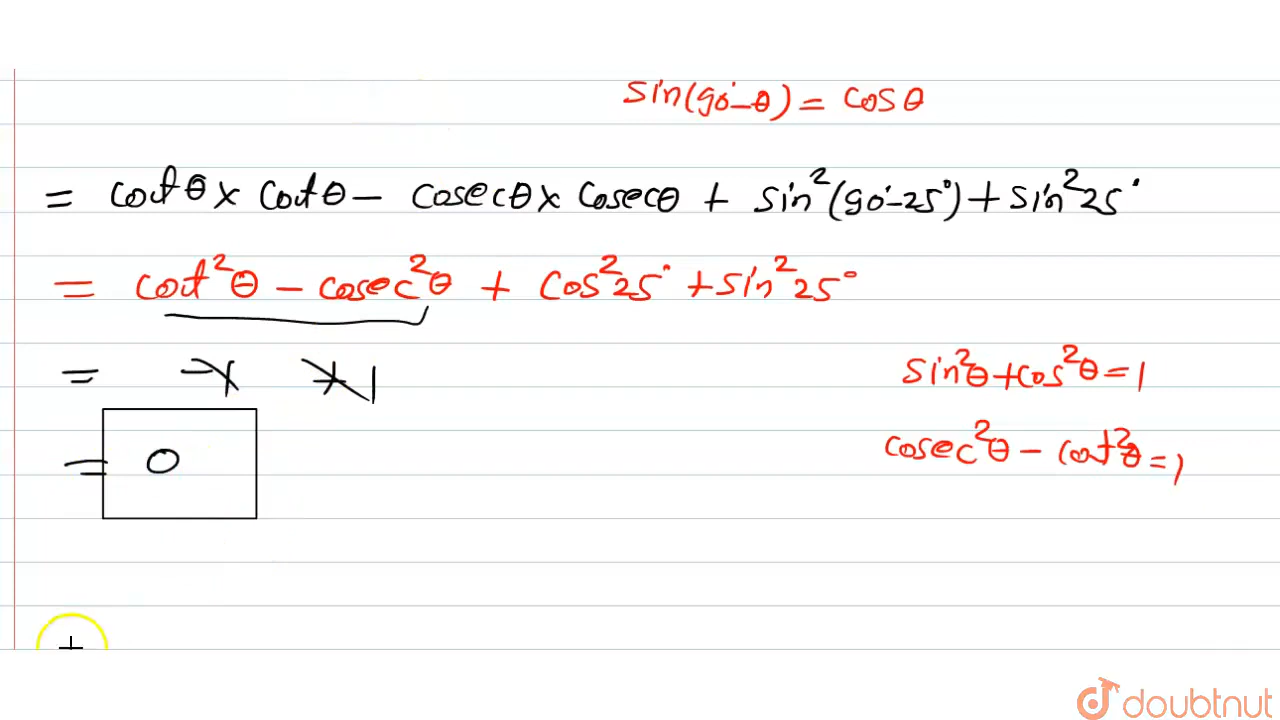 sin(90°-θ) = cosθ
= cotθ × cotθ - cosecθ × cosecθ + sin²(90°-25°) + sin²25°
= cot²θ - cosec²θ + cos²25° + sin²25°
= -1 +1
sin²θ + cos²θ = 1
cosec²θ - cot²θ = 1
= 0
doubtnut